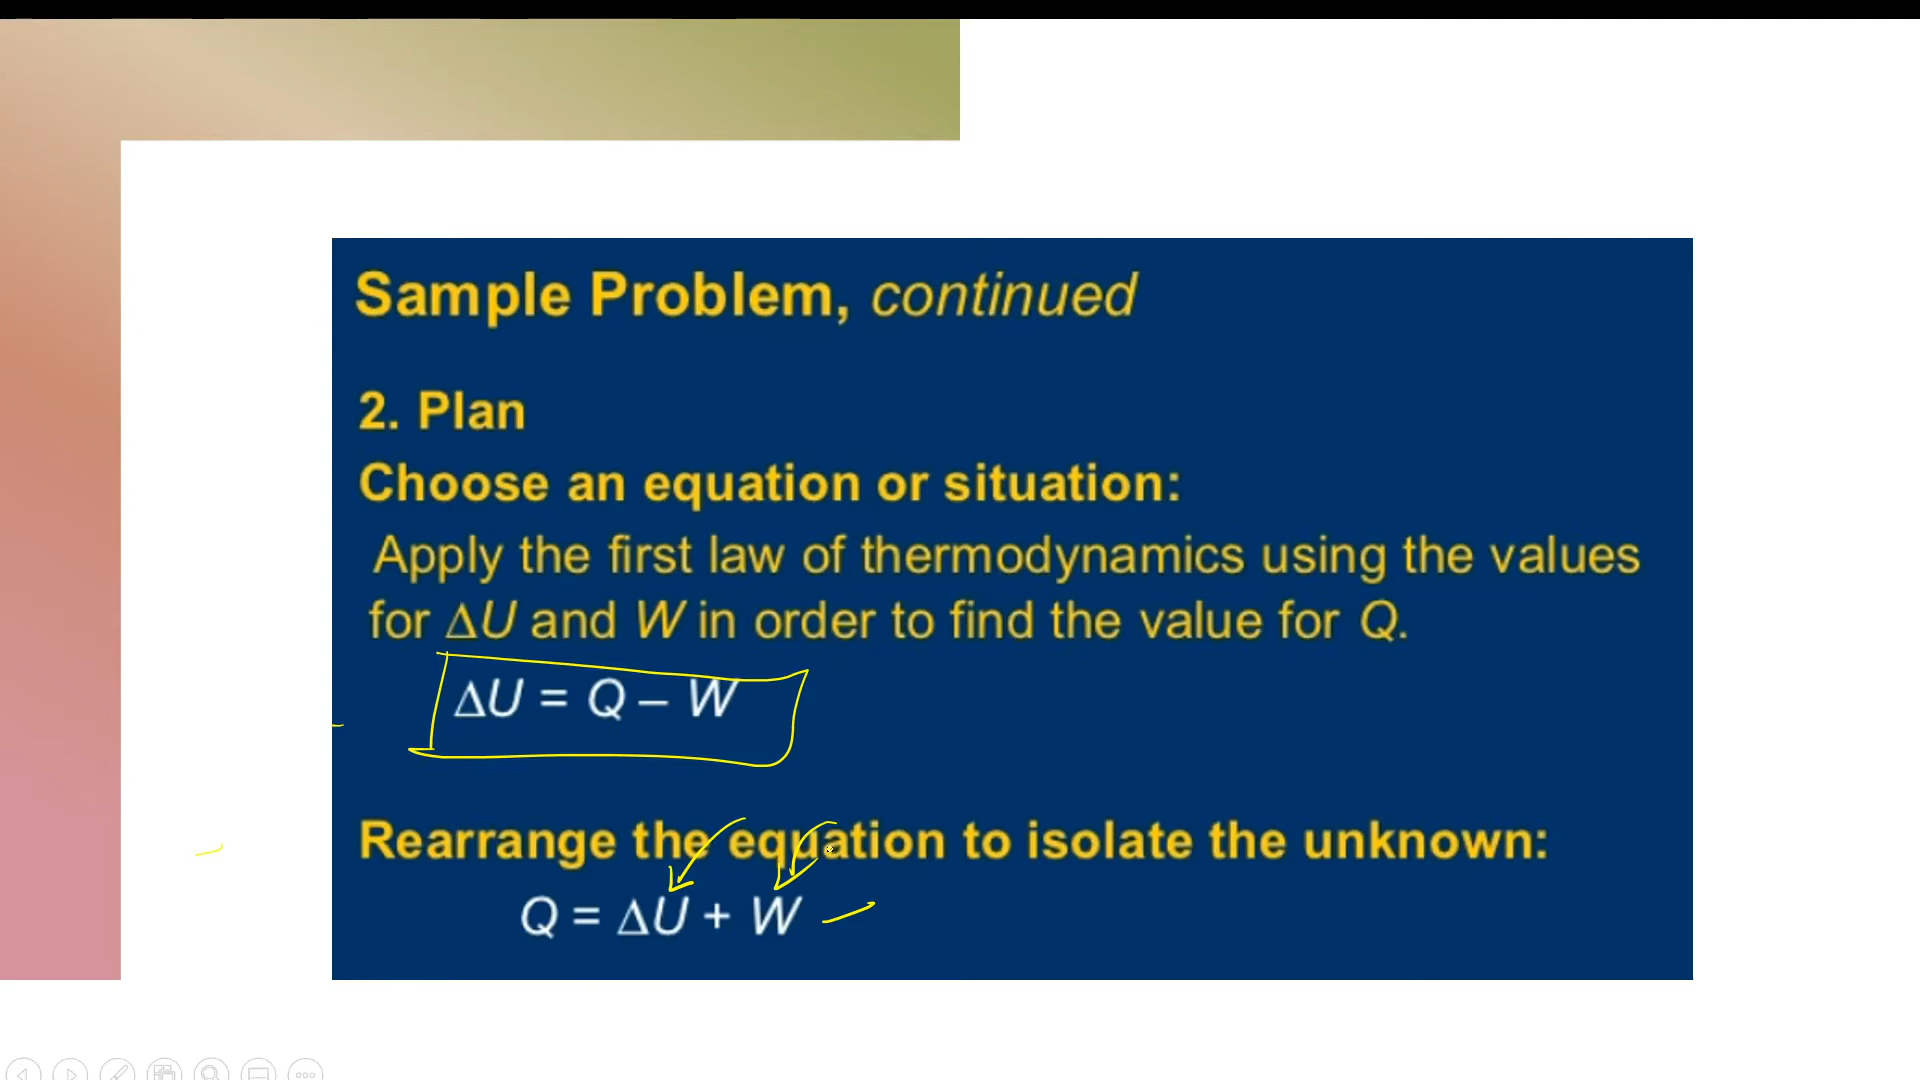 Sample Problem, continued
2. Plan
Choose an equation or situation:
Apply the first law of thermodynamics using the values
for ΔU and W in order to find the value for Q.
ΔU = Q – W
Rearrange the equation to isolate the unknown:
Q = ΔU + W